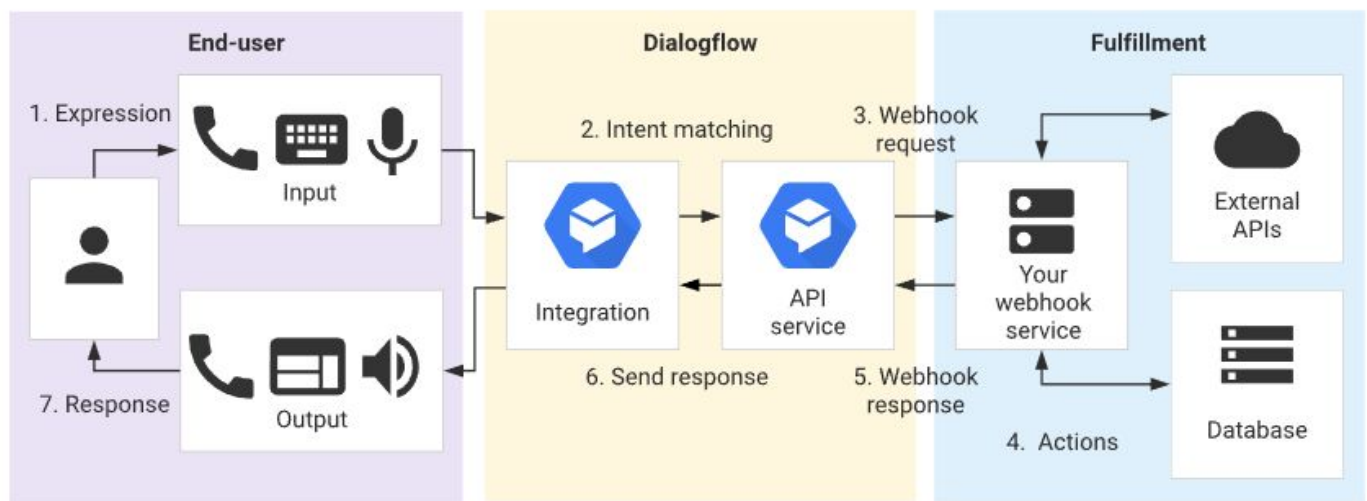 End-user
Dialogflow
Fulfillment
1. Expression
Input
2. Intent matching
3. Webhook
request
External
APIs
Integration
API
service
Your
webhook
service
7. Response
Output
6. Send response
5. Webhook
response
4. Actions
Database